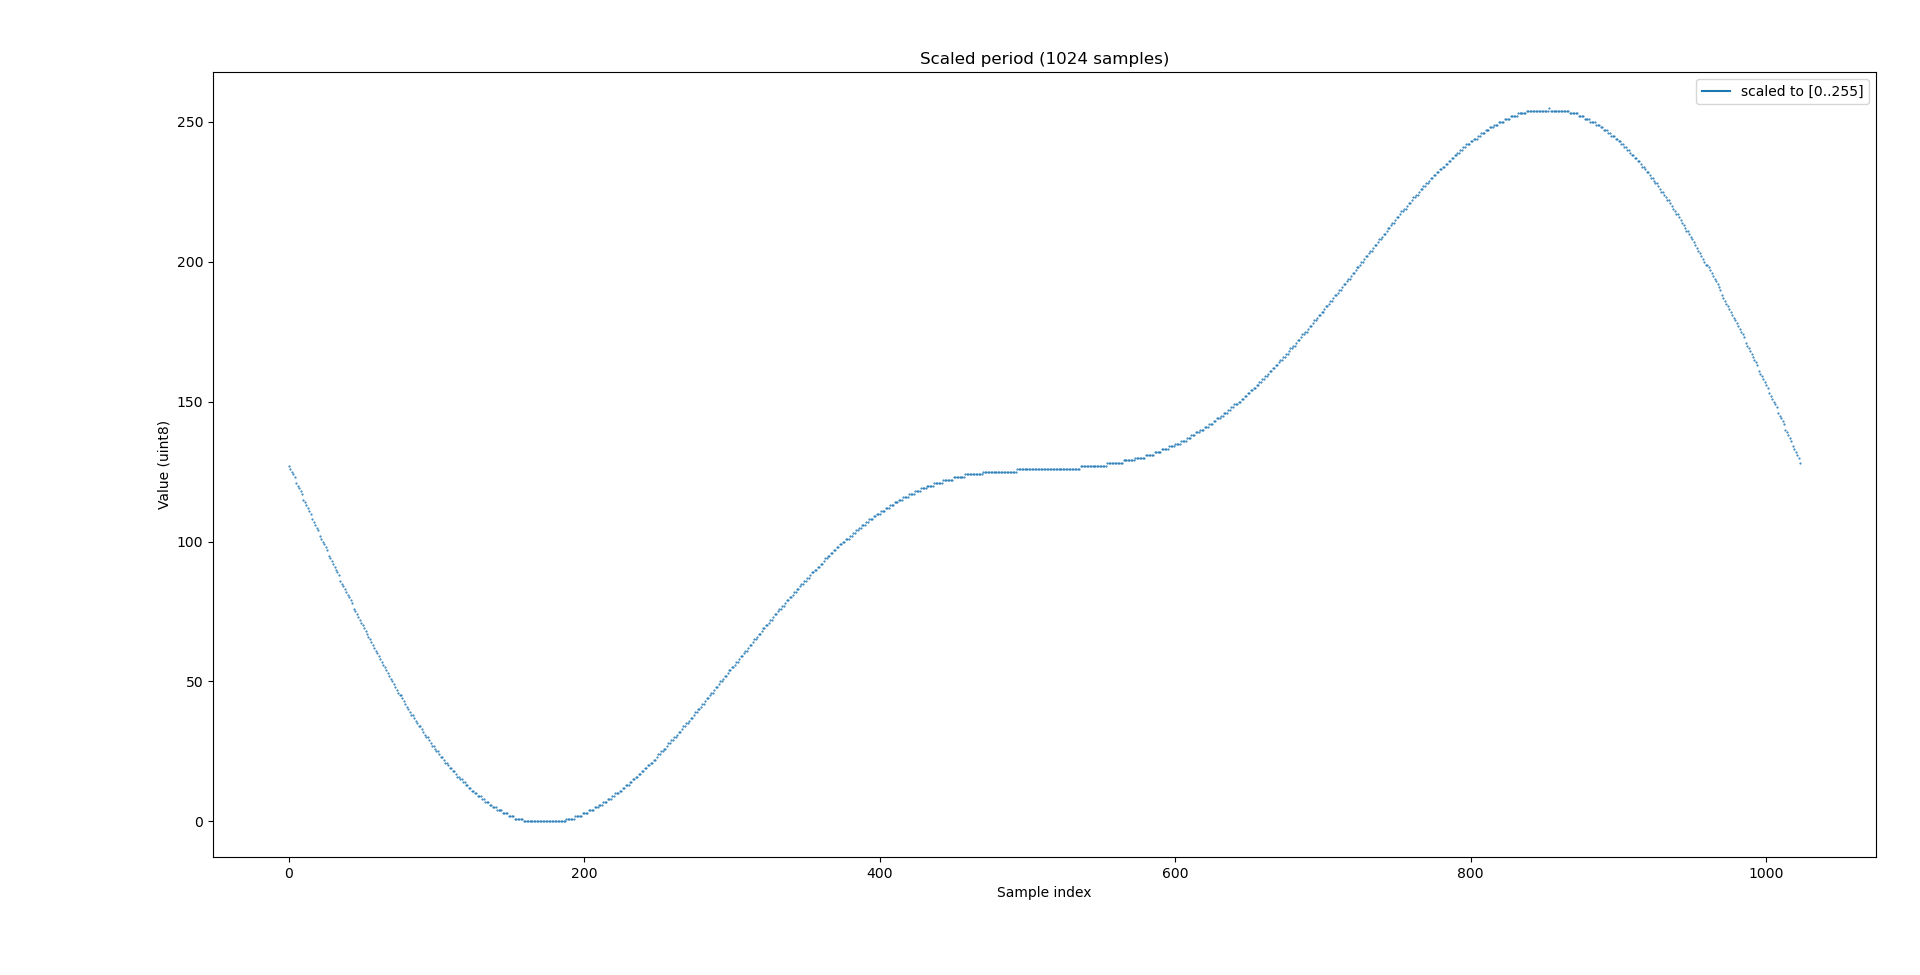 Scaled period (1024 samples)
scaled to [0..255]
250
200
150
100
50
0
Value (uint8)
0 200 400 600 800 1000
Sample index